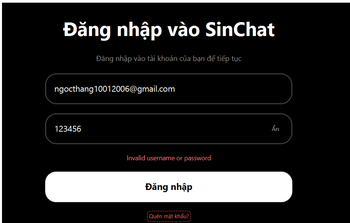 Đăng nhập vào SinChat
Đăng nhập vào tài khoản của bạn để tiếp tục
ngocthang10012006@gmail.com
123456 Ẩn
Invalid username or password
Đăng nhập
Quên mật khẩu?